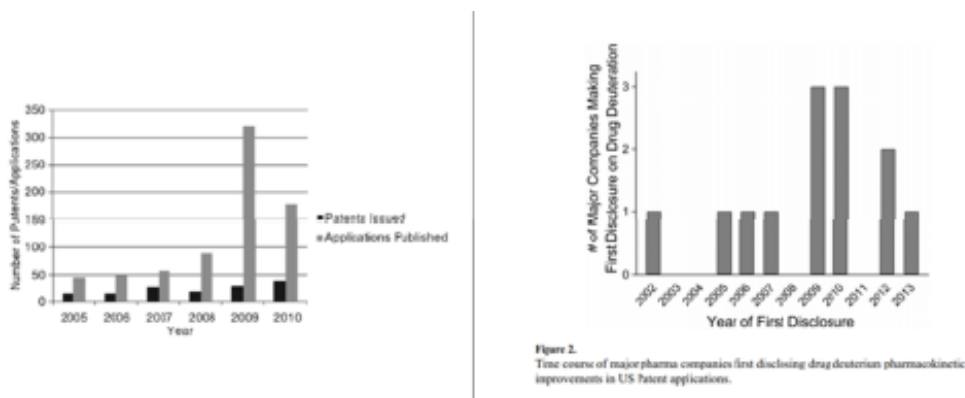 350
300
250
200
150
100
50
0
Number of Patents/Applications
2005 2006 2007 2008 2009 2010
Year
Patents Issued
Applications Published
# of Major Companies Making
First Disclosure on Drug Deuteration
3
2
1
0
2002 2003 2004 2005 2006 2007 2008 2009 2010 2011 2012 2013
Year of First Disclosure
Figure 2.
Time course of major pharma companies first disclosing drug deuterium pharmacokinetic
improvements in US Patent applications.